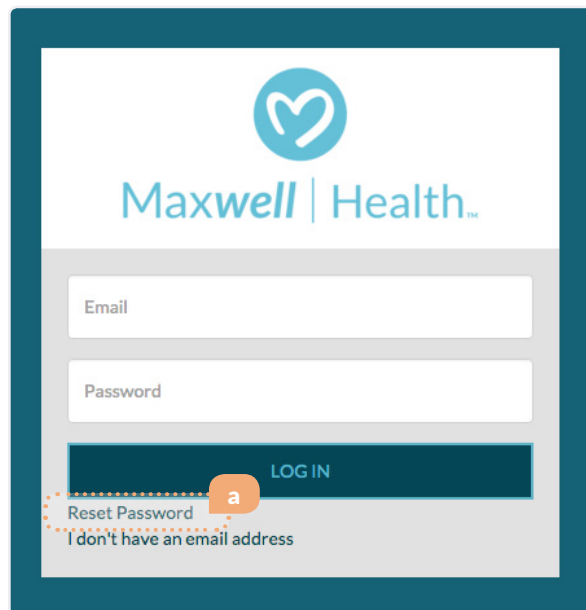 Maxwell | Health™
Email
Password
LOG IN
a
Reset Password
I don't have an email address